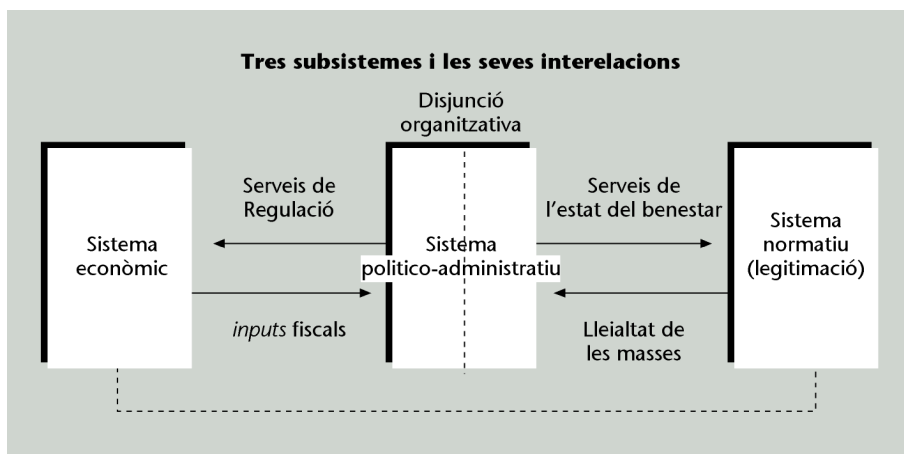 Tres subsistemes i les seves interelacions
Disjunció
organitzativa
Serveis de
Regulació
Serveis de
l'estat del benestar
Sistema
econòmic
Sistema
politico-administratiu
Sistema
normatiu
(legitimació)
inputs fiscals
Lleialtat de
les masses